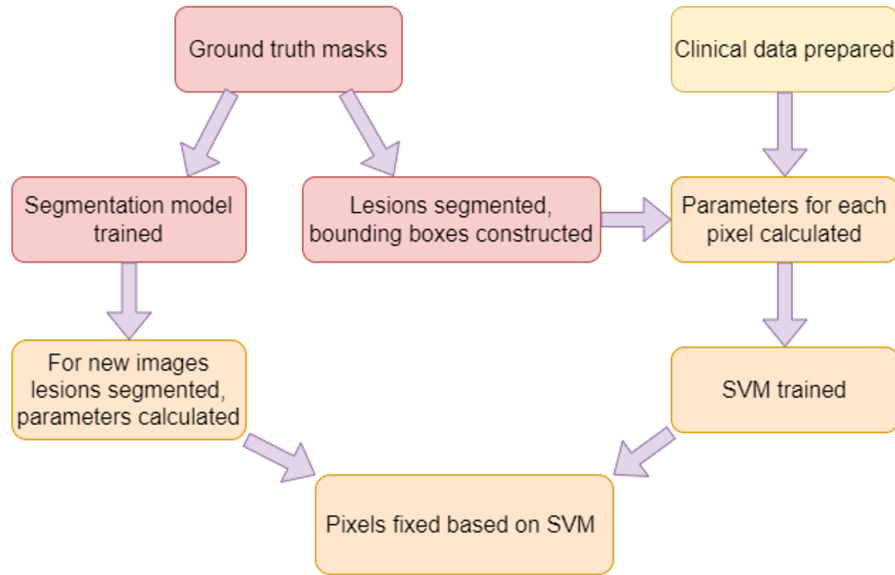 Ground truth masks
Clinical data prepared
Segmentation model
trained
Lesions segmented,
bounding boxes constructed
Parameters for each
pixel calculated
For new images
lesions segmented,
parameters calculated
SVM trained
Pixels fixed based on SVM